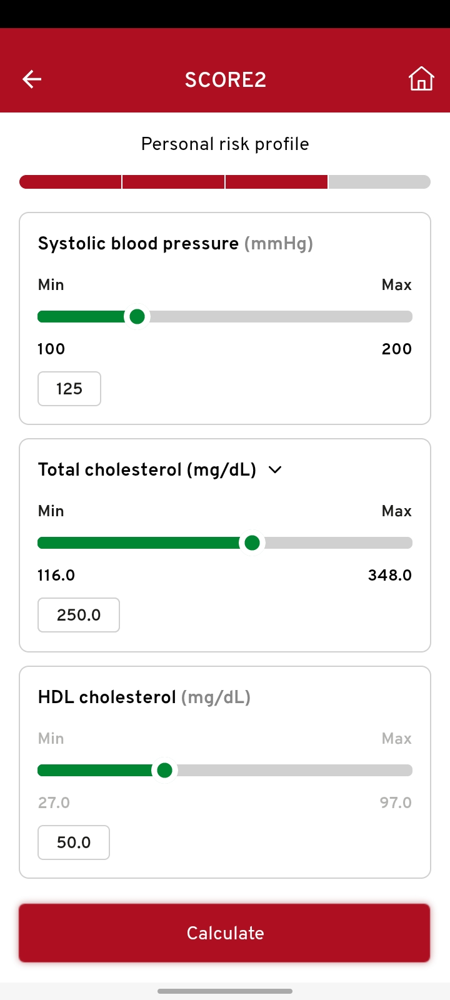 SCORE2
Personal risk profile
Systolic blood pressure (mmHg)
Min Max
100 200
125
Total cholesterol (mg/dL)
Min Max
116.0 348.0
250.0
HDL cholesterol (mg/dL)
Min Max
27.0 97.0
50.0
Calculate